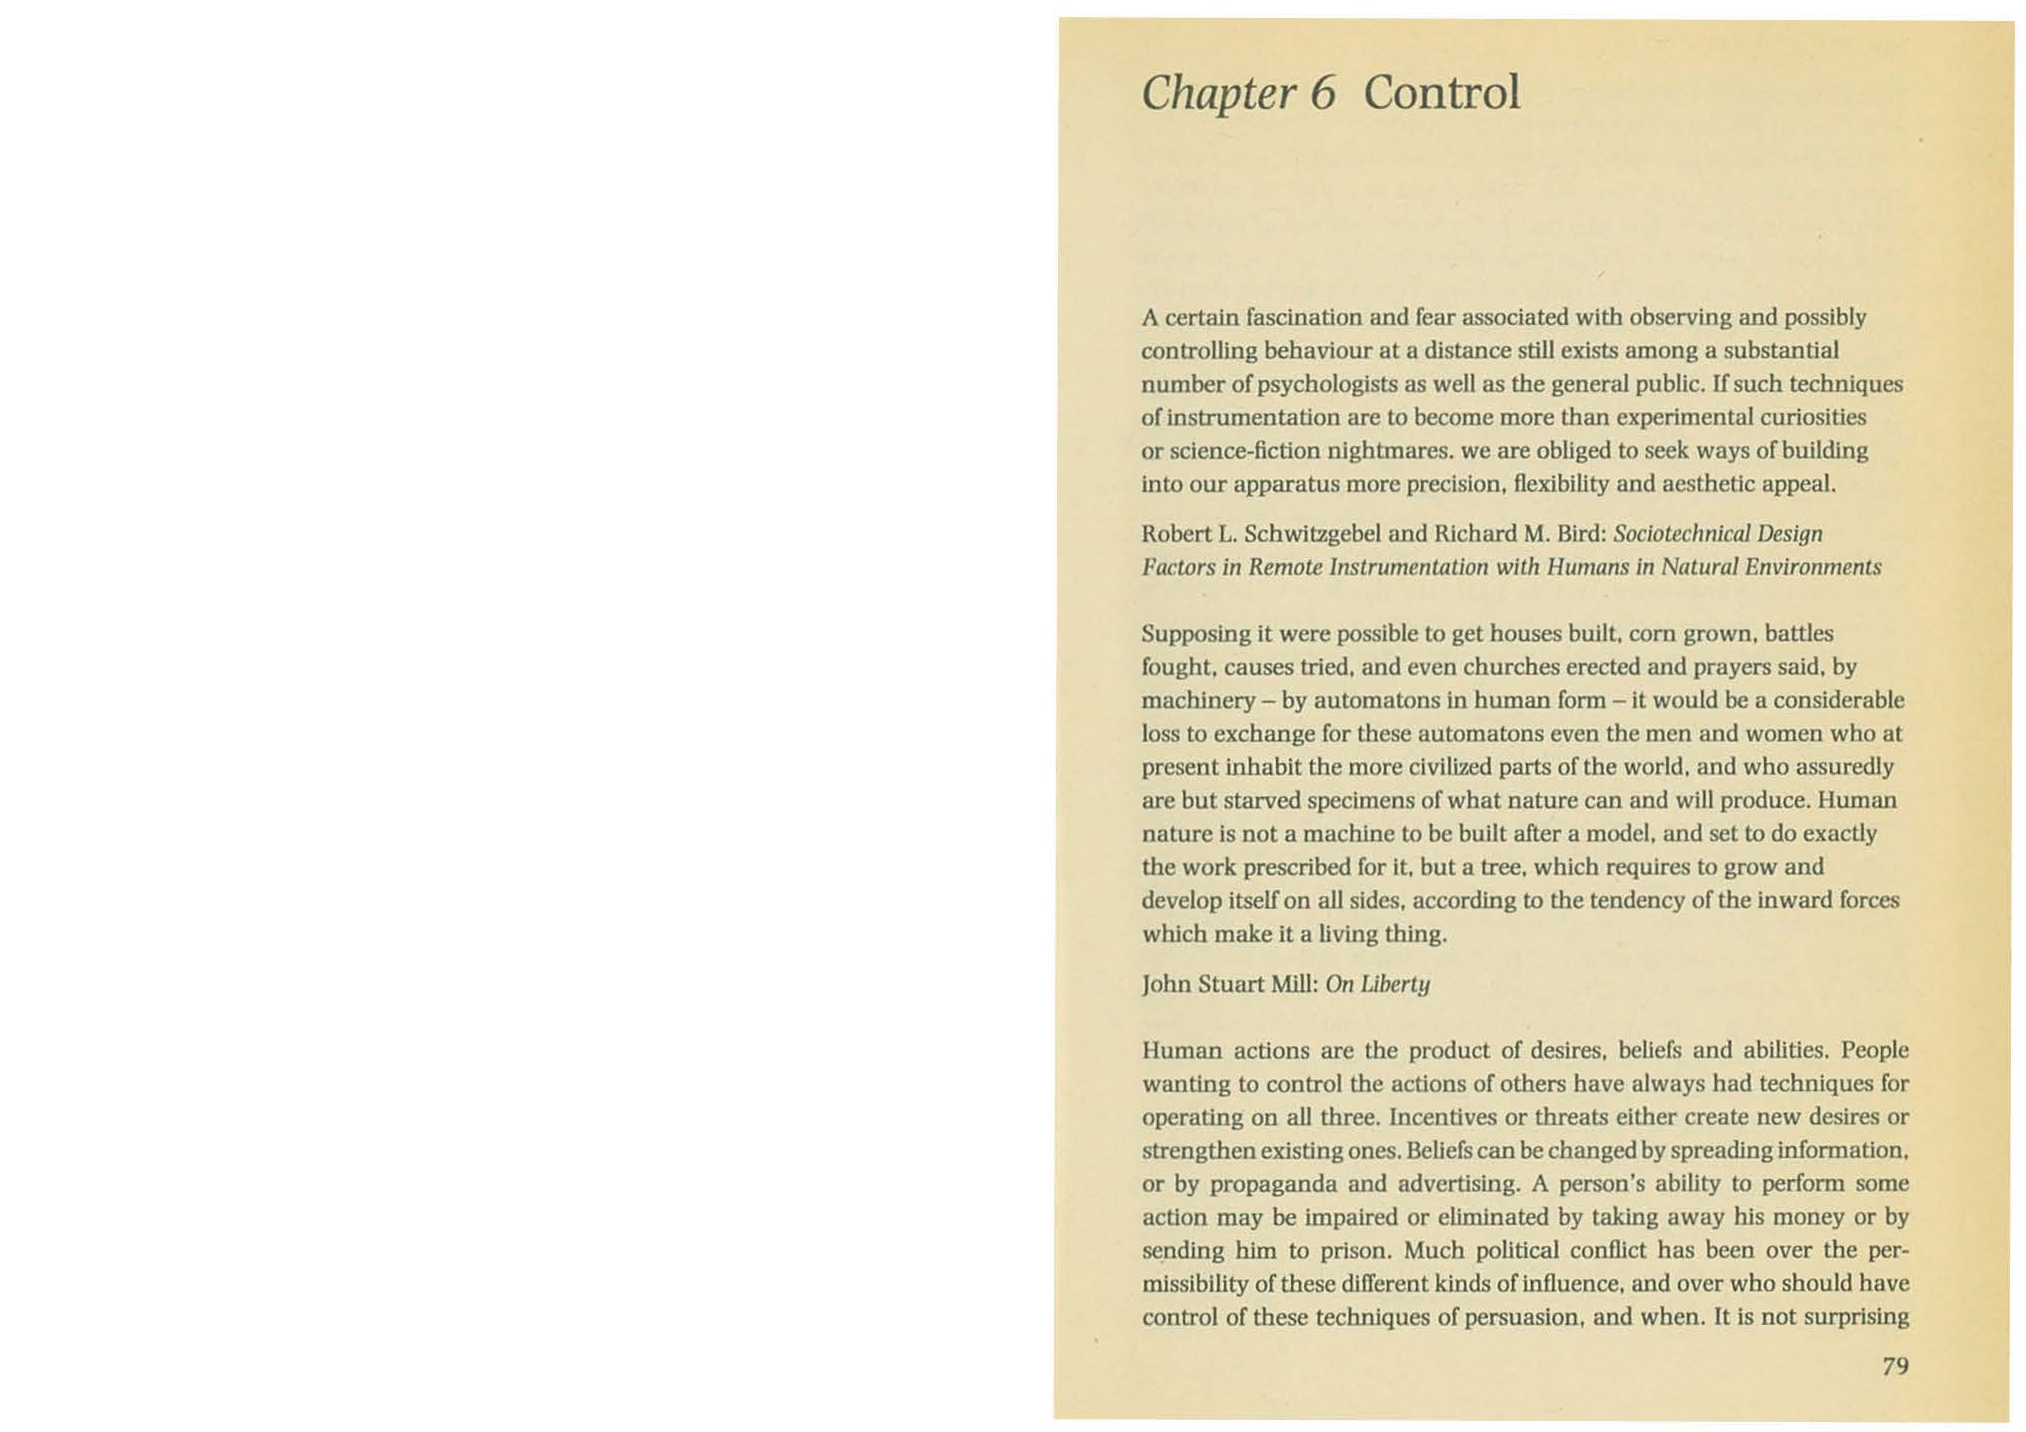 Chapter 6 Control
A certain fascination and fear associated with observing and possibly
controlling behaviour at a distance still exists among a substantial
number of psychologists as well as the general public. If such techniques
of instrumentation are to become more than experimental curiosities
or science-fiction nightmares. we are obliged to seek ways of building
into our apparatus more precision, flexibility and aesthetic appeal.
Robert L. Schwitzgebel and Richard M. Bird: Sociotechnical Design
Factors in Remote Instrumentation with Humans in Natural Environments
Supposing it were possible to get houses built, corn grown, battles
fought, causes tried, and even churches erected and prayers said, by
machinery – by automatons in human form – it would be a considerable
loss to exchange for these automatons even the men and women who at
present inhabit the more civilized parts of the world, and who assuredly
are but starved specimens of what nature can and will produce. Human
nature is not a machine to be built after a model, and set to do exactly
the work prescribed for it, but a tree, which requires to grow and
develop itself on all sides, according to the tendency of the inward forces
which make it a living thing.
John Stuart Mill: On Liberty
Human actions are the product of desires, beliefs and abilities. People
wanting to control the actions of others have always had techniques for
operating on all three. Incentives or threats either create new desires or
strengthen existing ones. Beliefs can be changed by spreading information,
or by propaganda and advertising. A person's ability to perform some
action may be impaired or eliminated by taking away his money or by
sending him to prison. Much political conflict has been over the per-
missibility of these different kinds of influence, and over who should have
control of these techniques of persuasion, and when. It is not surprising
79